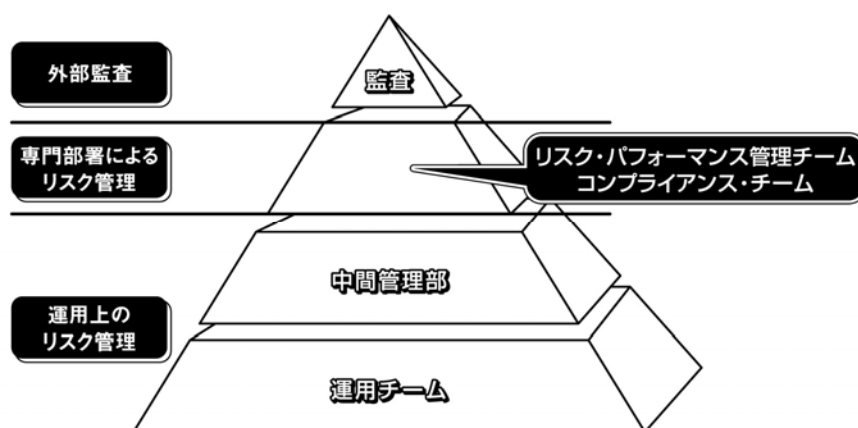 外部監査
監査
専門部署による
リスク管理
リスク・パフォーマンス管理チーム
コンプライアンス・チーム
中間管理部
運用上の
リスク管理
運用チーム